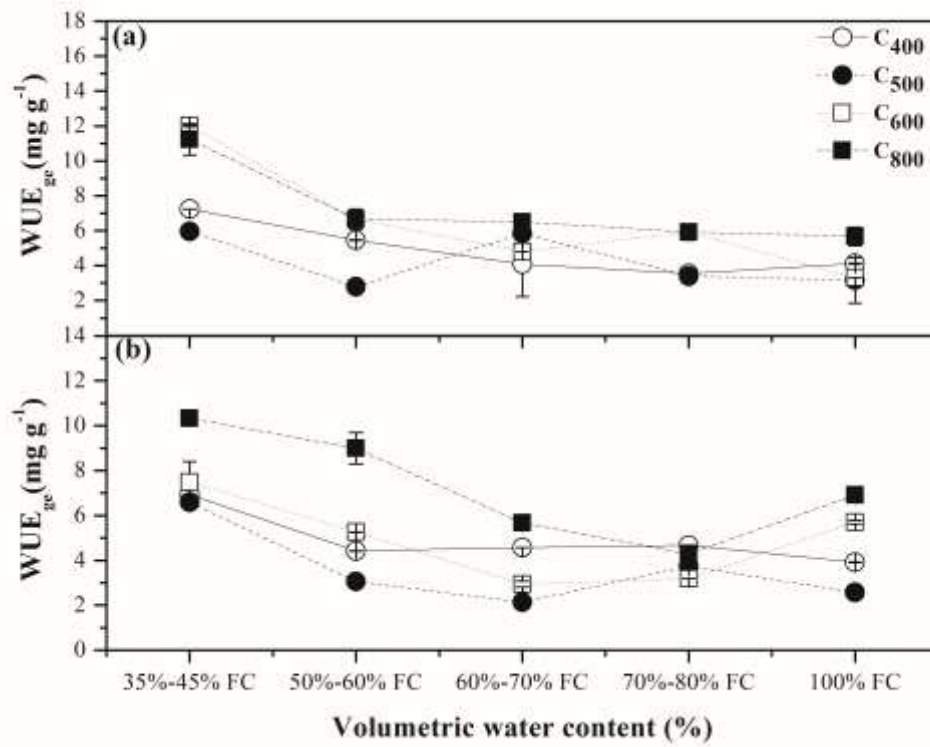 (a)
C400
C500
C600
C800
18
16
14
12
10
8
6
4
2
WUEge(mg g-1)
(b)
14
12
10
8
6
4
2
0
WUEge(mg g-1)
35%-45% FC 50%-60% FC 60%-70% FC 70%-80% FC 100% FC
Volumetric water content (%)